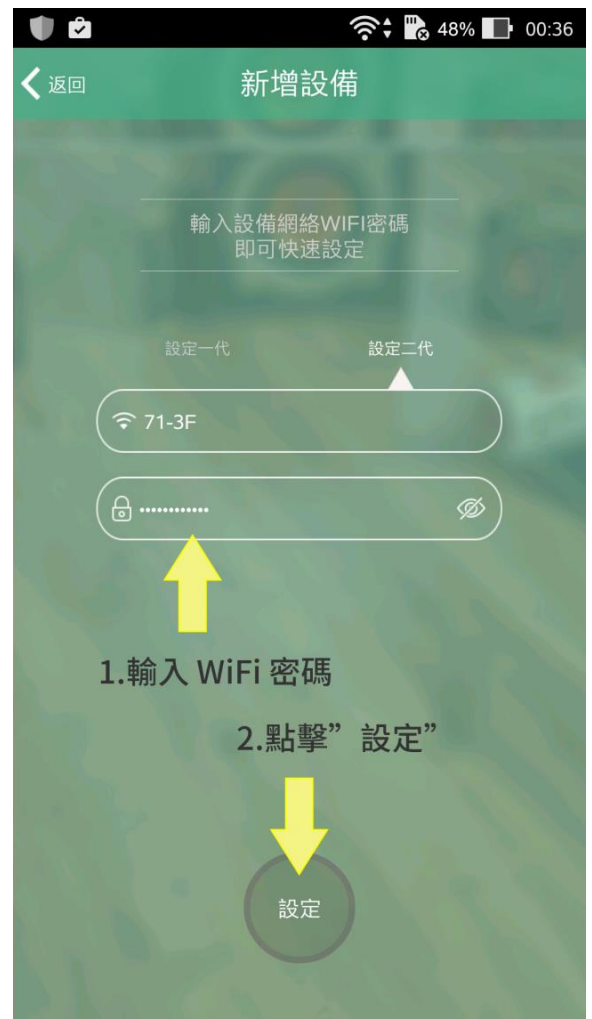 48% 00:36
返回 新增設備
輸入設備網絡WIFI密碼
即可快速設定
設定一代 設定二代
71-3F
••••••••••••
1.輸入 WiFi 密碼
2.點擊” 設定”
設定